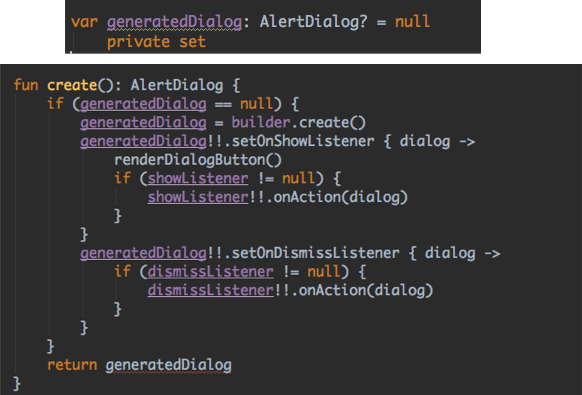 var generatedDialog: AlertDialog? = null
    private set
fun create(): AlertDialog {
    if (generatedDialog == null) {
        generatedDialog = builder.create()
        generatedDialog!!.setOnShowListener { dialog ->
            renderDialogButton()
            if (showListener != null) {
                showListener!!.onAction(dialog)
            }
        }
        generatedDialog!!.setOnDismissListener { dialog ->
            if (dismissListener != null) {
                dismissListener!!.onAction(dialog)
            }
        }
    }
    return generatedDialog
}